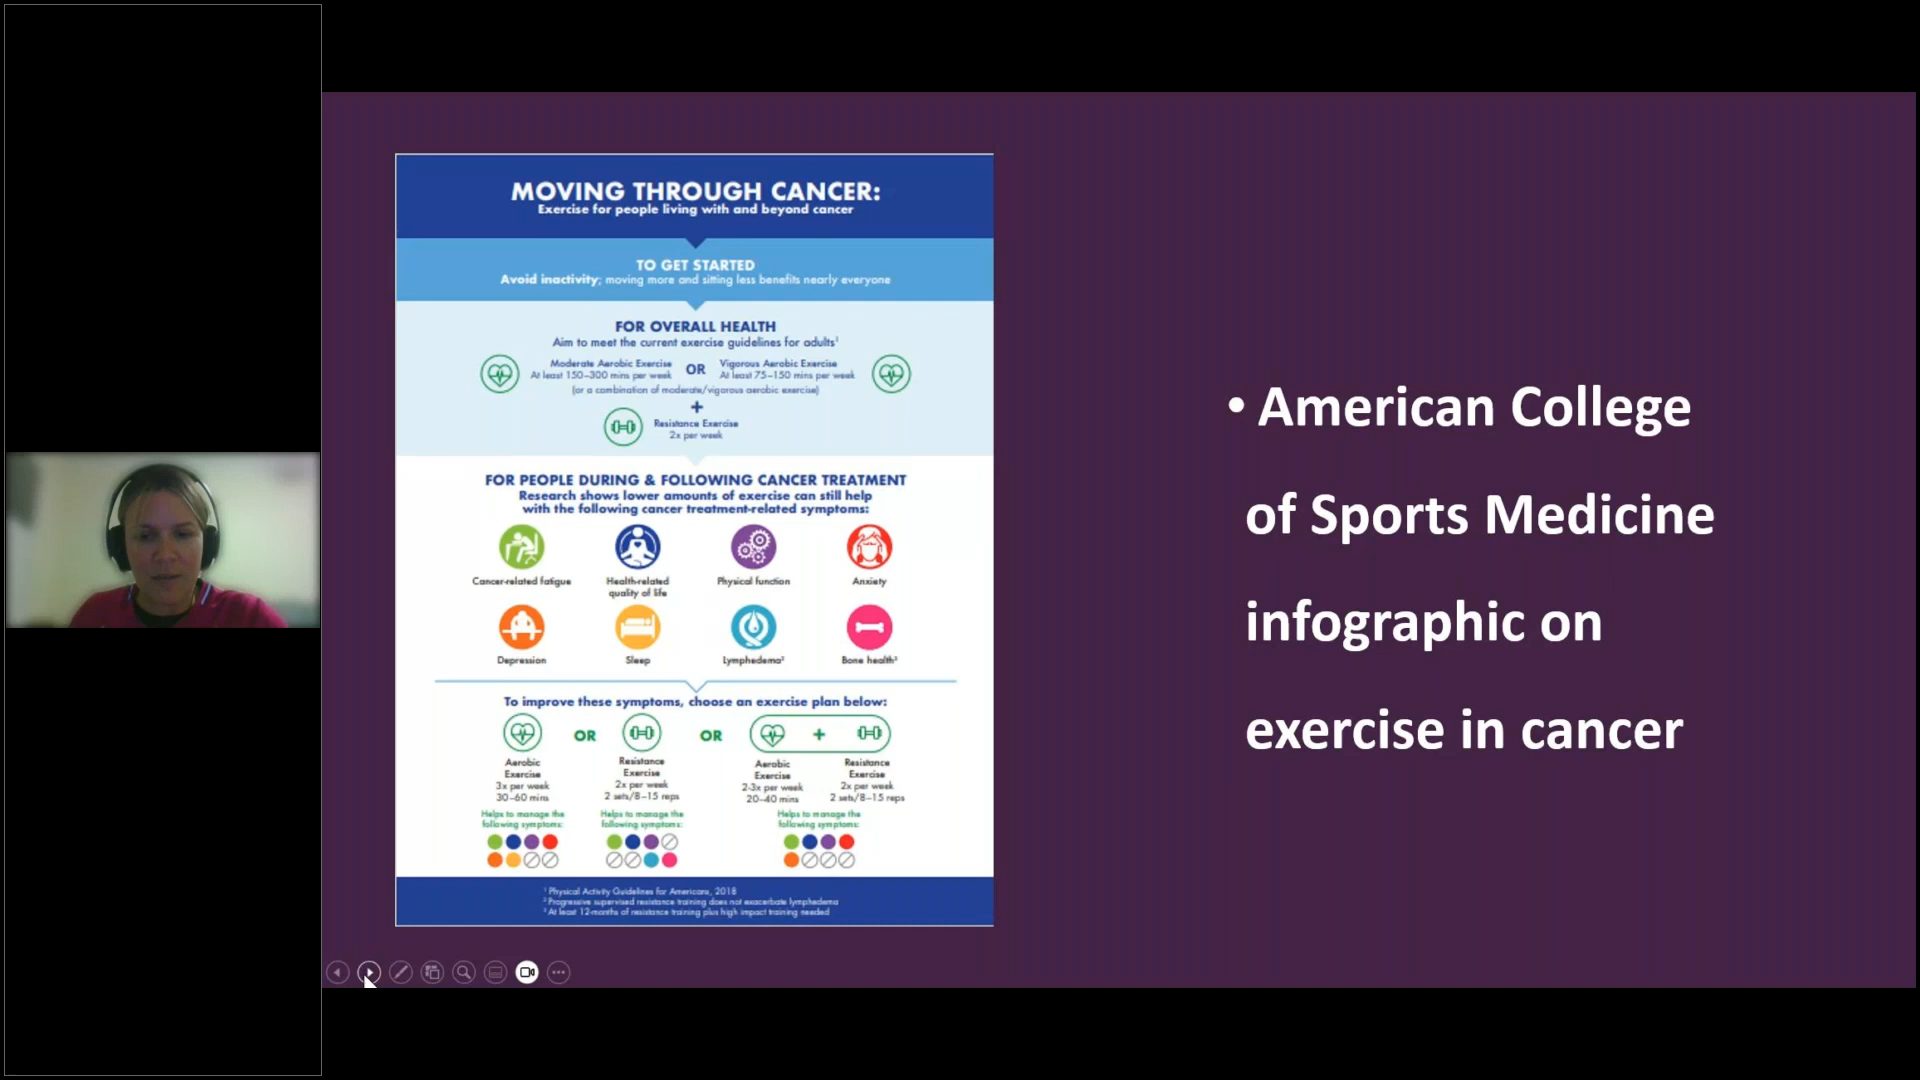 MOVING THROUGH CANCER:
Exercise for people living with and beyond cancer
TO GET STARTED
Avoid inactivity; moving more and sitting less benefits nearly everyone
FOR OVERALL HEALTH
Aim to meet the current exercise guidelines for adults¹
Moderate Aerobic Exercise
At least 150–300 mins per week
OR
Vigorous Aerobic Exercise
At least 75–150 mins per week
(or a combination of moderate/vigorous aerobic exercise)
+
Resistance Exercise
2x per week
FOR PEOPLE DURING & FOLLOWING CANCER TREATMENT
Research shows lower amounts of exercise can still help
with the following cancer treatment-related symptoms:
Cancer-related fatigue
Health-related
quality of life
Physical function
Anxiety
Depression
Sleep
Lymphedema²
Bone health³
To improve these symptoms, choose an exercise plan below:
Aerobic
Exercise
3x per week
30–60 mins
OR
Resistance
Exercise
2x per week
2 sets/8–15 reps
OR
+
Aerobic
Exercise
2-3x per week
20–40 mins
Resistance
Exercise
2x per week
2 sets/8–15 reps
Helps to manage the
following symptoms:
Helps to manage the
following symptoms:
Helps to manage the
following symptoms:
¹ Physical Activity Guidelines for Americans, 2018
² Progressive supervised resistance training does not exacerbate lymphedema
³ At least 12-months of resistance training plus high impact training needed
• American College
of Sports Medicine
infographic on
exercise in cancer